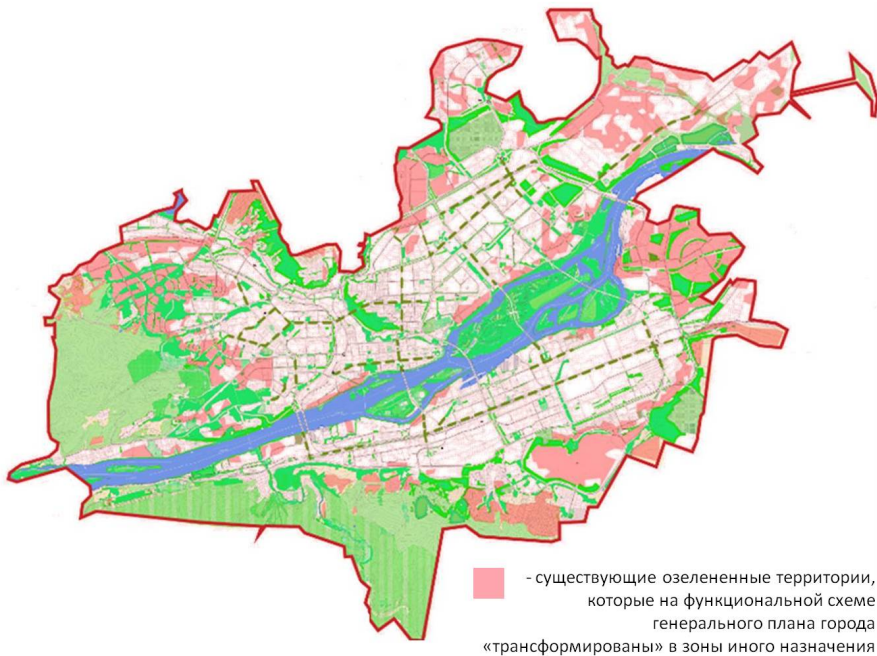 - существующие озелененные территории,
которые на функциональной схеме
генерального плана города
«трансформированы» в зоны иного назначения